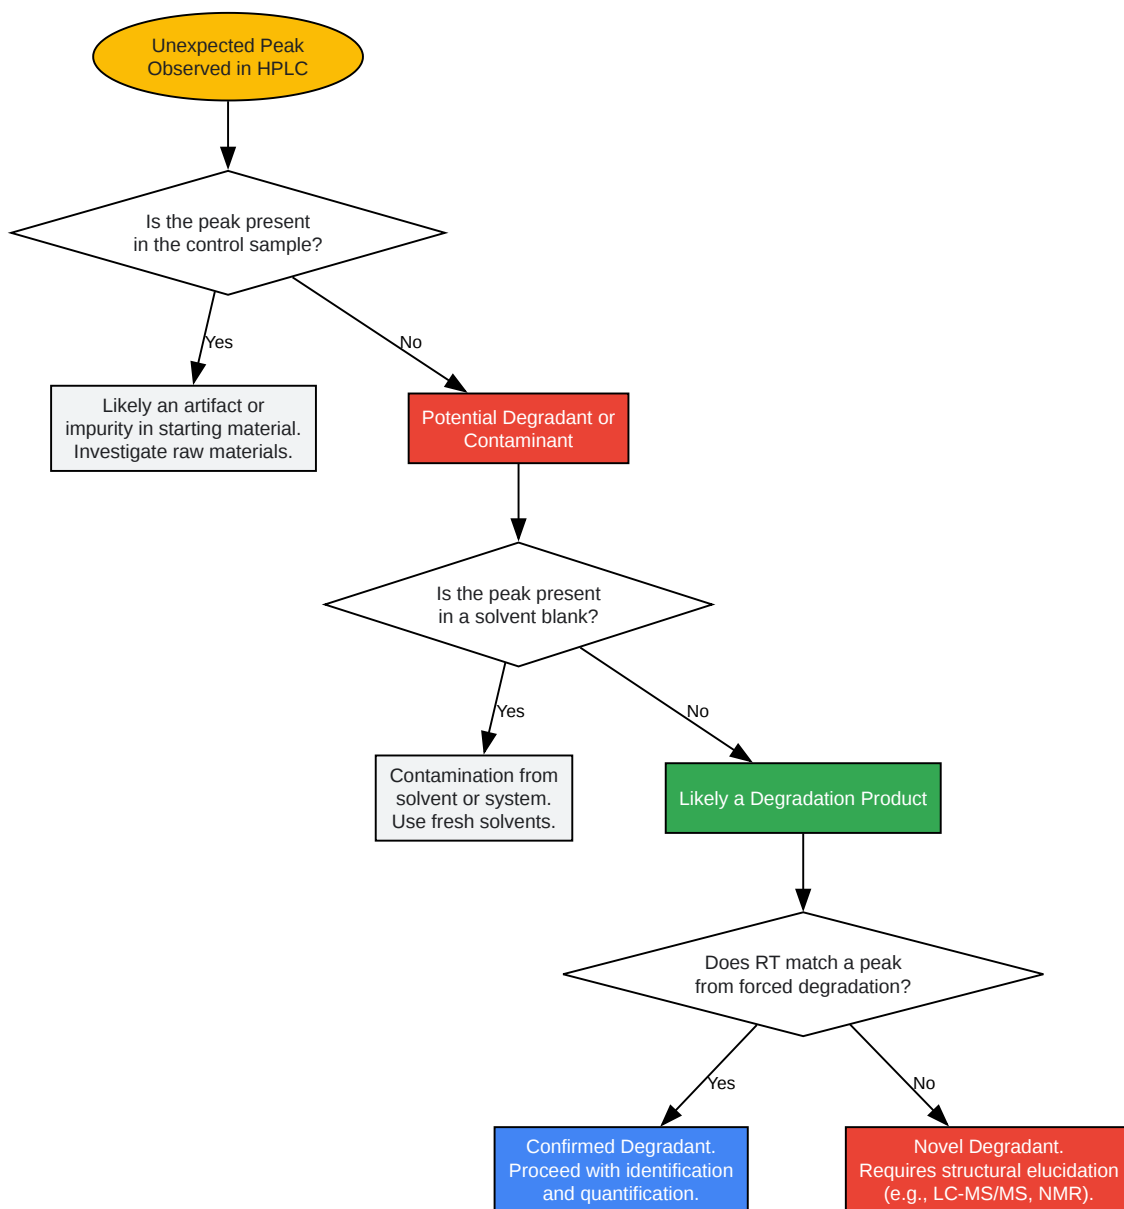 Unexpected Peak
Observed in HPLC
Is the peak present
in the control sample?
Yes
No
Likely an artifact or
impurity in starting material.
Investigate raw materials.
Potential Degradant or
Contaminant
Is the peak present
in a solvent blank?
Yes
No
Contamination from
solvent or system.
Use fresh solvents.
Likely a Degradation Product
Does RT match a peak
from forced degradation?
Yes
No
Confirmed Degradant.
Proceed with identification
and quantification.
Novel Degradant.
Requires structural elucidation
(e.g., LC-MS/MS, NMR).